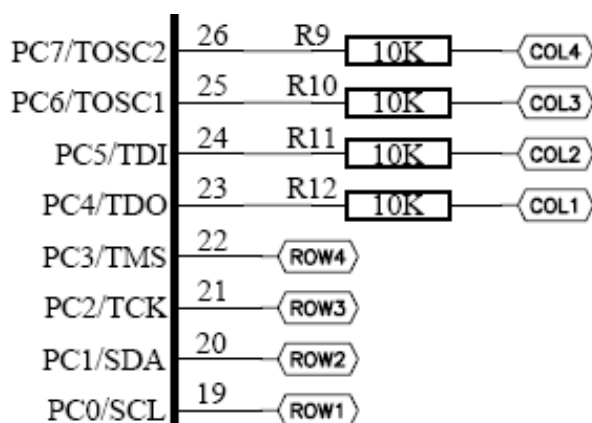 PC7/TOSC2 26 R9 10K COL4
PC6/TOSC1 25 R10 10K COL3
PC5/TDI 24 R11 10K COL2
PC4/TDO 23 R12 10K COL1
PC3/TMS 22 ROW4
PC2/TCK 21 ROW3
PC1/SDA 20 ROW2
PC0/SCL 19 ROW1